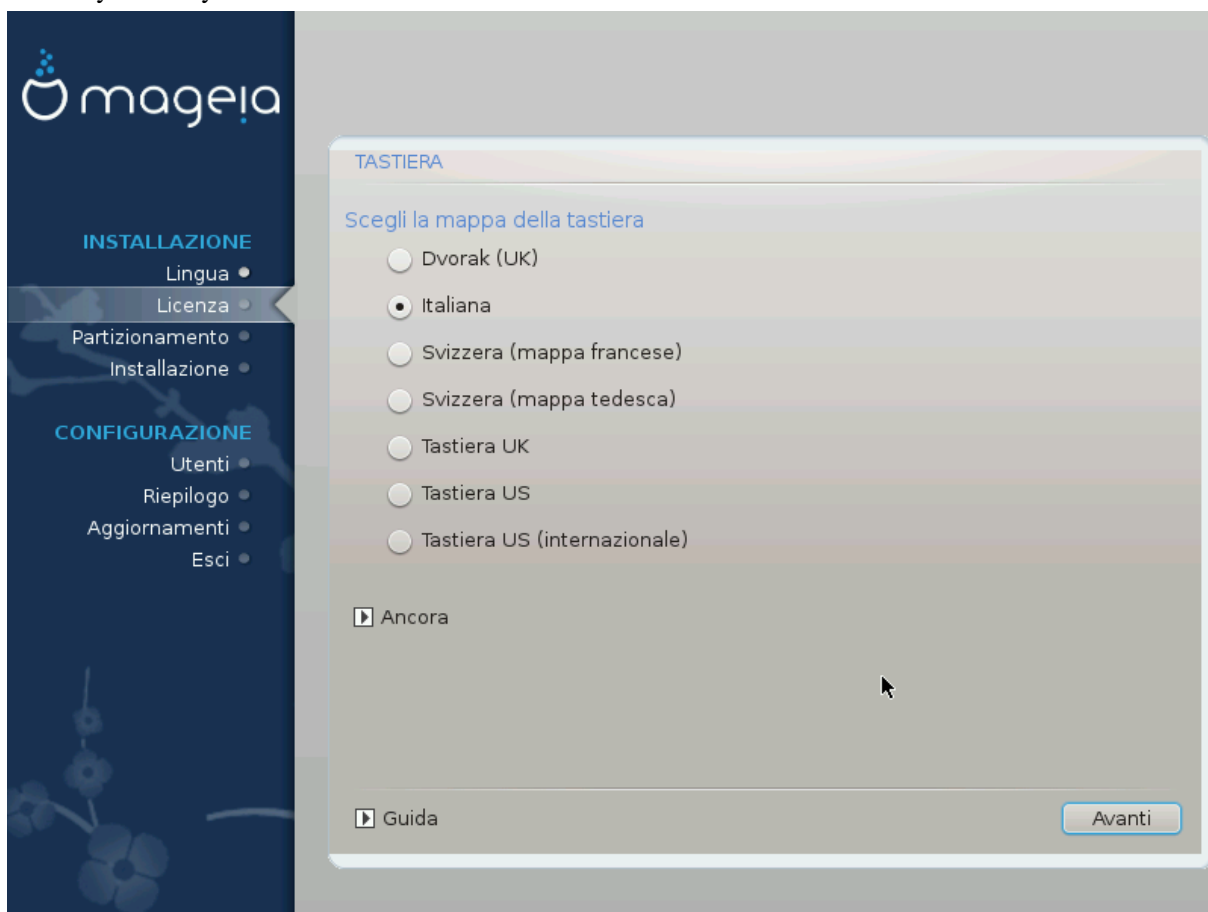 mageia
INSTALLAZIONE
Lingua
Licenza
Partizionamento
Installazione
CONFIGURAZIONE
Utenti
Riepilogo
Aggiornamenti
Esci
TASTIERA
Scegli la mappa della tastiera
Dvorak (UK)
Italiana
Svizzera (mappa francese)
Svizzera (mappa tedesca)
Tastiera UK
Tastiera US
Tastiera US (internazionale)
Ancora
Guida
Avanti